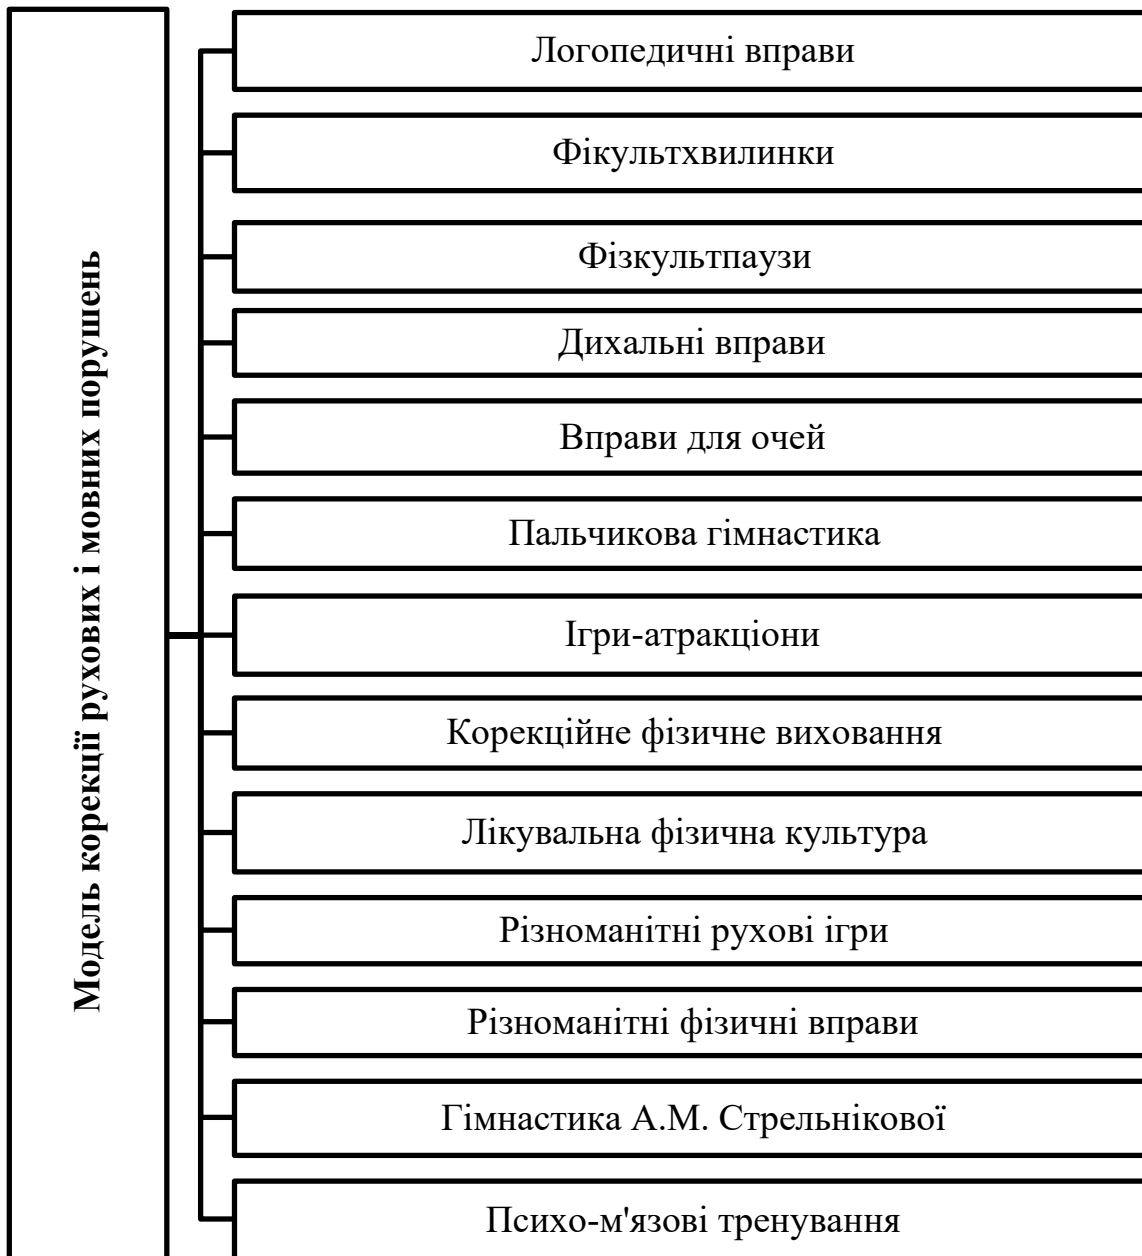 Модель корекції рухових і мовних порушень
Логопедичні вправи
Фікультхвилинки
Фізкультпаузи
Дихальні вправи
Вправи для очей
Пальчикова гімнастика
Ігри-атракціони
Корекційне фізичне виховання
Лікувальна фізична культура
Різноманітні рухові ігри
Різноманітні фізичні вправи
Гімнастика А.М. Стрельнікової
Психо-м'язові тренування